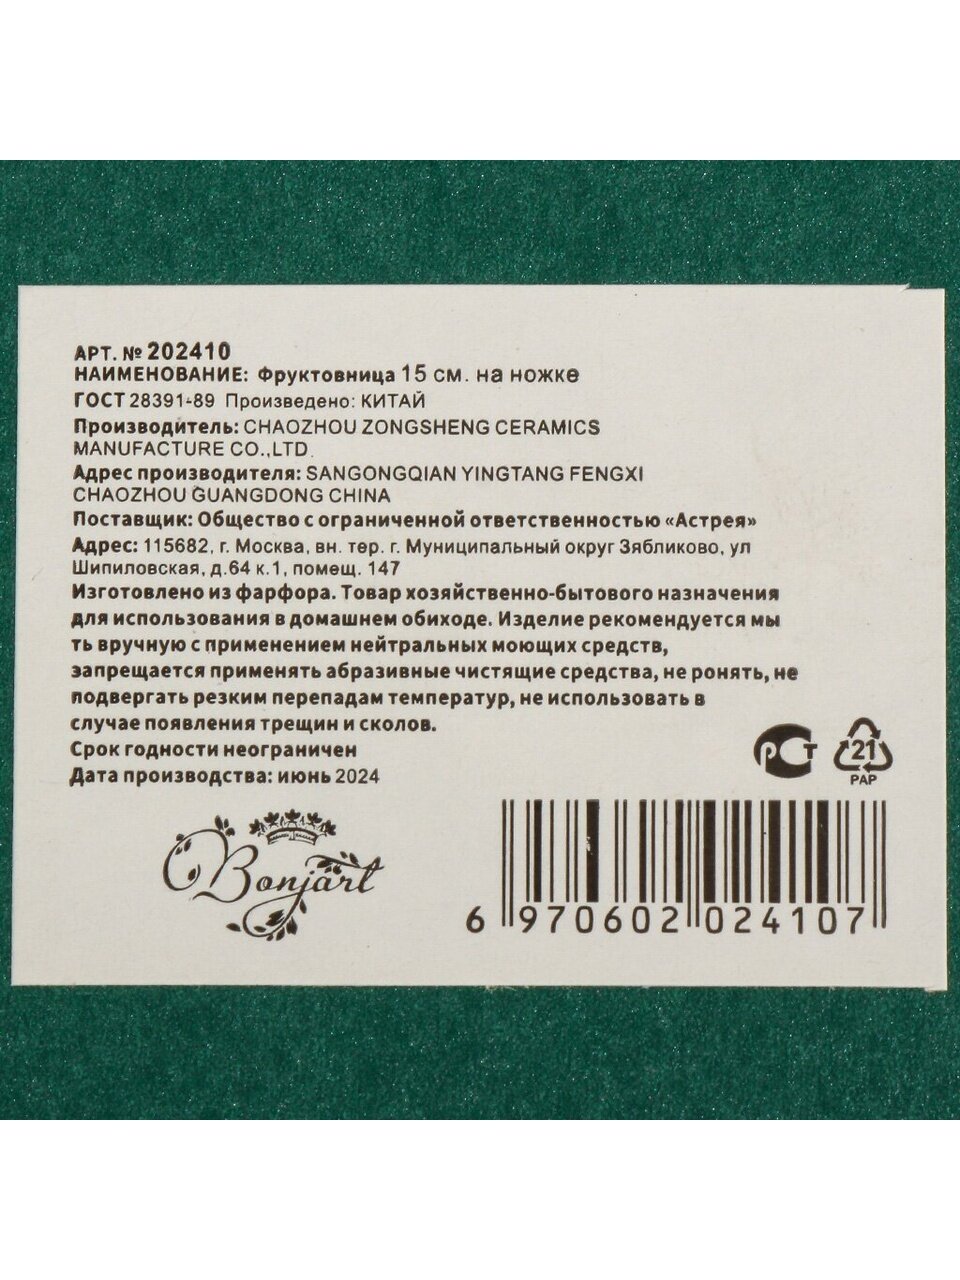 АРТ. № 202410
НАИМЕНОВАНИЕ: Фруктовница 15 см. на ножке
ГОСТ 28391-89 Произведено: КИТАЙ
Производитель: CHAOZHOU ZONGSHENG CERAMICS
MANUFACTURE CO.,LTD.
Адрес производителя: SANGONGQIAN YINGTANG FENGXI
CHAOZHOU GUANGDONG CHINA
Поставщик: Общество с ограниченной ответственностью «Астрея»
Адрес: 115682, г. Москва, вн. тер. г. Муниципальный округ Зябликово, ул
Шипиловская, д.64 к.1, помещ. 147
Изготовлено из фарфора. Товар хозяйственно-бытового назначения
для использования в домашнем обиходе. Изделие рекомендуется мы
ть вручную с применением нейтральных моющих средств,
запрещается применять абразивные чистящие средства, не ронять, не
подвергать резким перепадам температур, не использовать в
случае появления трещин и сколов.
Срок годности неограничен
Дата производства: июнь 2024
РСТ
21
PAP
Bonjart
6 970602 024107